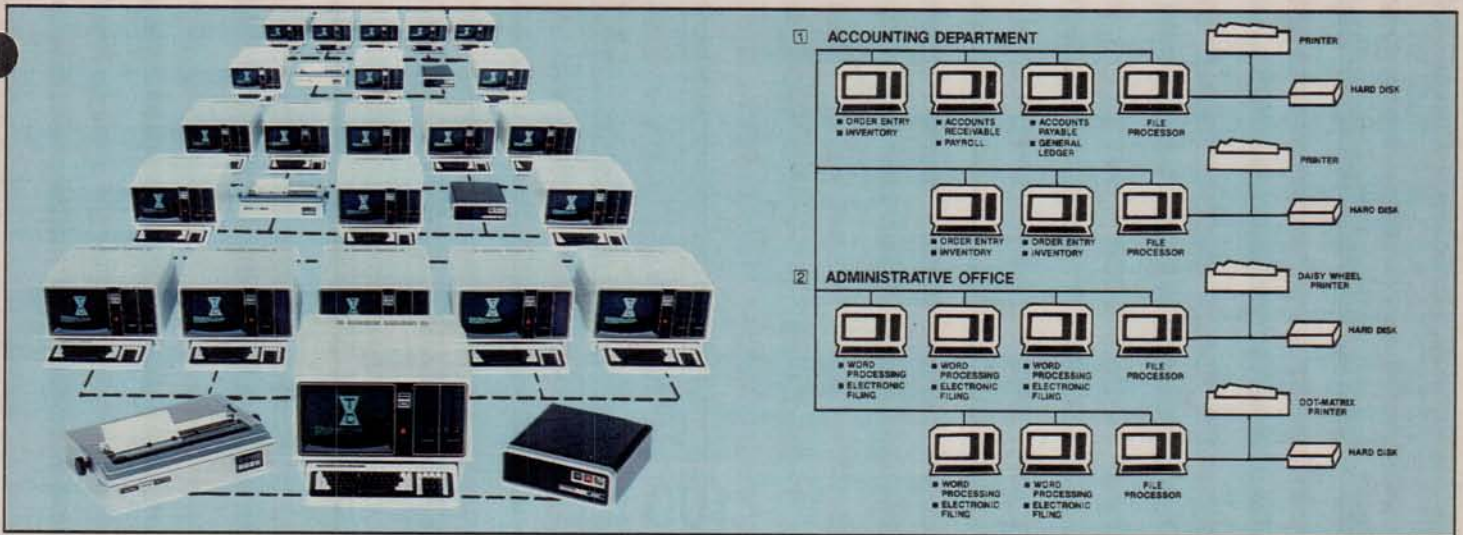 1 ACCOUNTING DEPARTMENT
PRINTER
HARD DISK
■ ORDER ENTRY
■ INVENTORY
■ ACCOUNTS
RECEIVABLE
■ PAYROLL
■ ACCOUNTS
PAYABLE
■ GENERAL
LEDGER
FILE
PROCESSOR
PRINTER
HARD DISK
■ ORDER ENTRY
■ INVENTORY
■ ORDER ENTRY
■ INVENTORY
FILE
PROCESSOR
2 ADMINISTRATIVE OFFICE
DAISY WHEEL
PRINTER
HARD DISK
■ WORD
PROCESSING
■ ELECTRONIC
FILING
■ WORD
PROCESSING
■ ELECTRONIC
FILING
■ WORD
PROCESSING
■ ELECTRONIC
FILING
FILE
PROCESSOR
DOT-MATRIX
PRINTER
HARD DISK
■ WORD
PROCESSING
■ ELECTRONIC
FILING
■ WORD
PROCESSING
■ ELECTRONIC
FILING
FILE
PROCESSOR